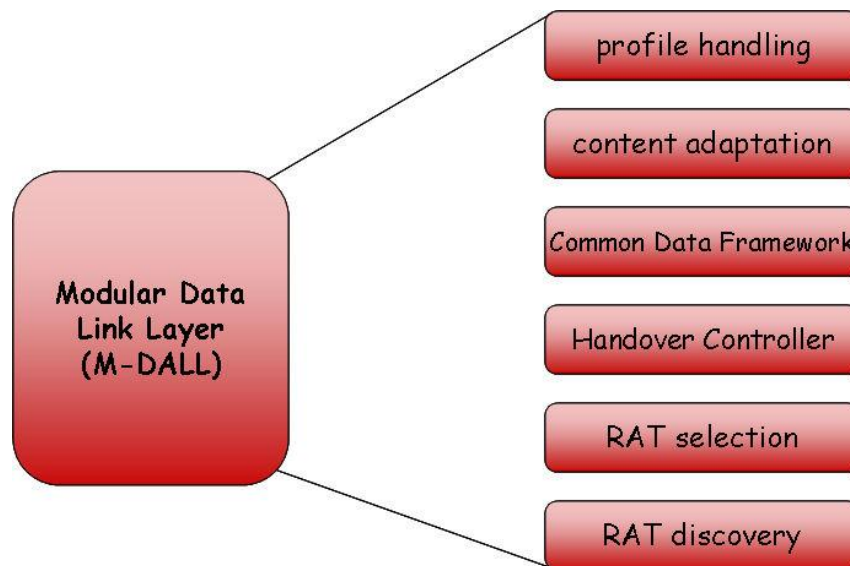 Modular Data
Link Layer
(M-DALL)
profile handling
content adaptation
Common Data Framework
Handover Controller
RAT selection
RAT discovery